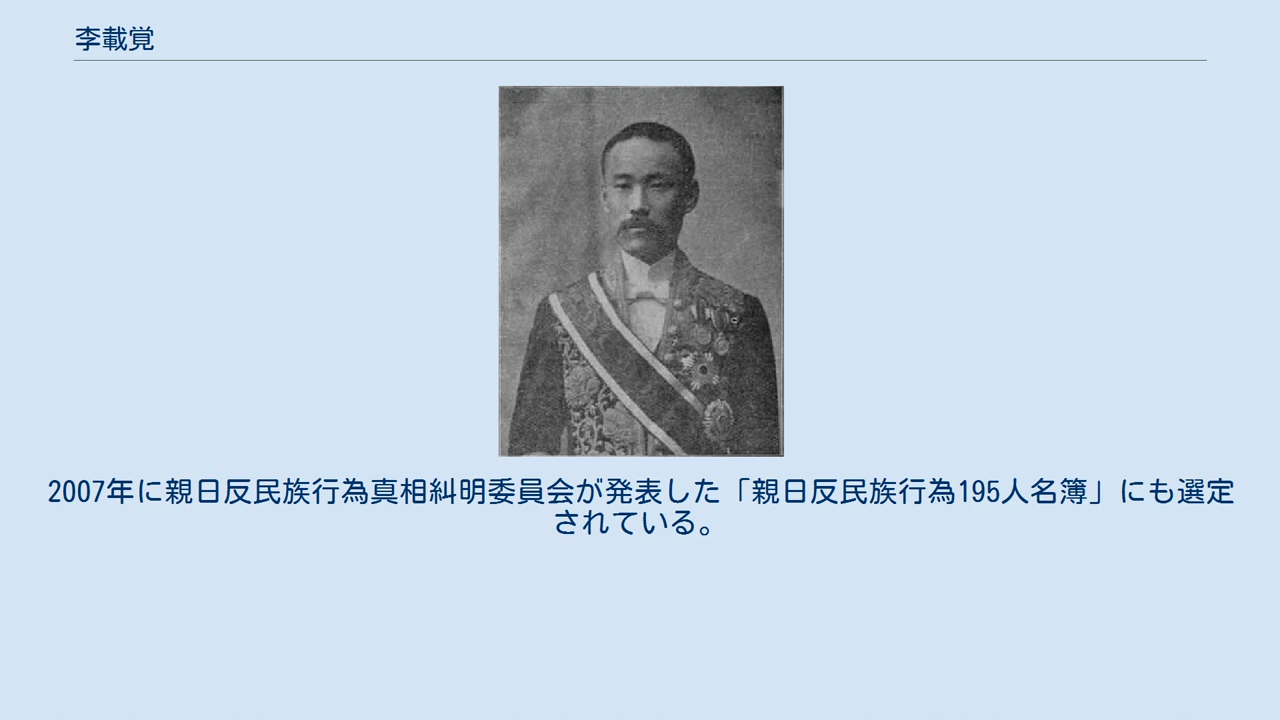 李載覚
2007年に親日反民族行為真相糾明委員会が発表した「親日反民族行為195人名簿」にも選定
されている。